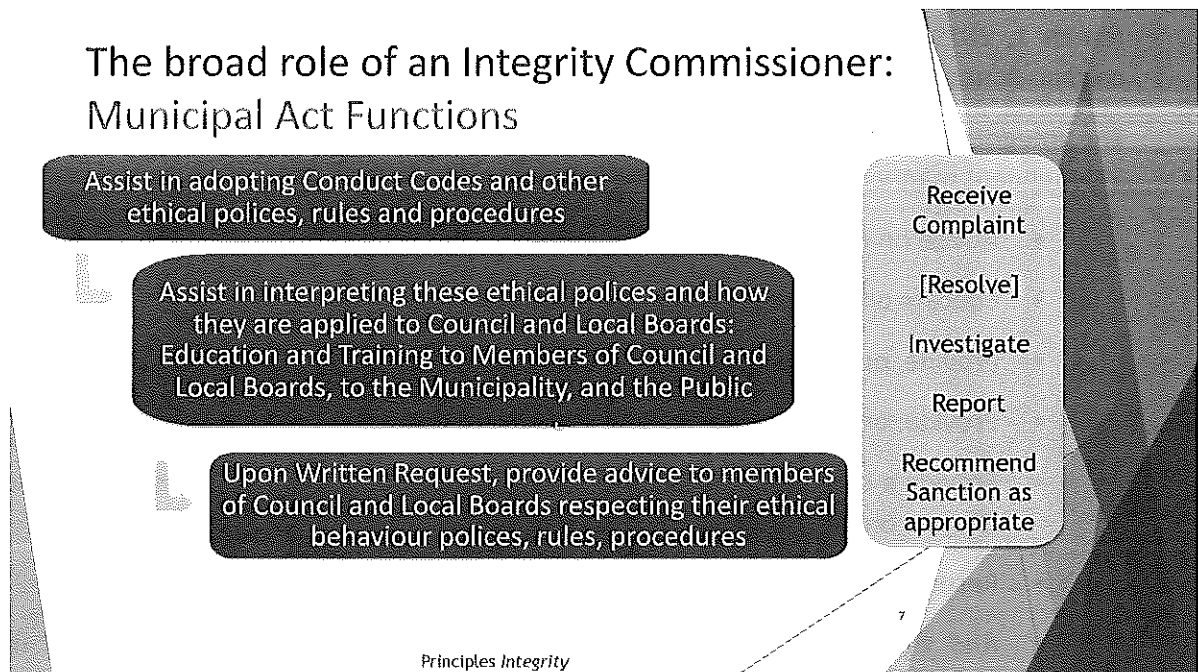 The broad role of an Integrity Commissioner:
Municipal Act Functions
Assist in adopting Conduct Codes and other
ethical polices, rules and procedures
Assist in interpreting these ethical polices and how
they are applied to Council and Local Boards:
Education and Training to Members of Council and
Local Boards, to the Municipality, and the Public
Upon Written Request, provide advice to members
of Council and Local Boards respecting their ethical
behaviour polices, rules, procedures
Receive
Complaint
[Resolve]
Investigate
Report
Recommend
Sanction as
appropriate
7
Principles Integrity